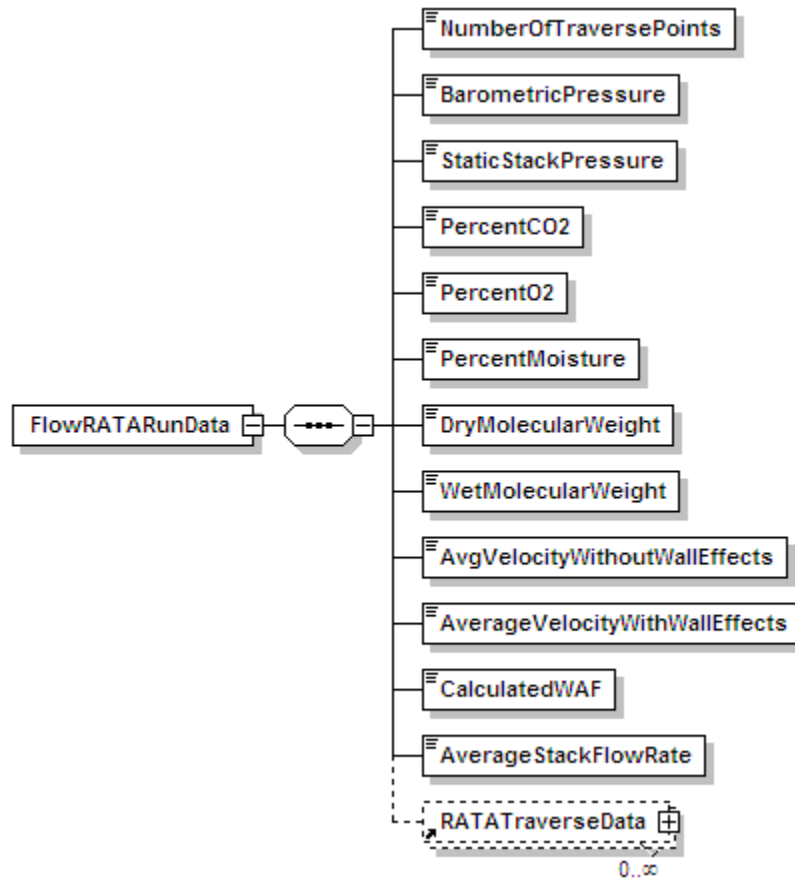 NumberOfTraversePoints
BarometricPressure
StaticStackPressure
PercentCO2
PercentO2
PercentMoisture
FlowRATARunData
DryMolecularWeight
WetMolecularWeight
AvgVelocityWithoutWallEffects
AverageVelocityWithWallEffects
CalculatedWAF
AverageStackFlowRate
RATATraverseData
0..∞